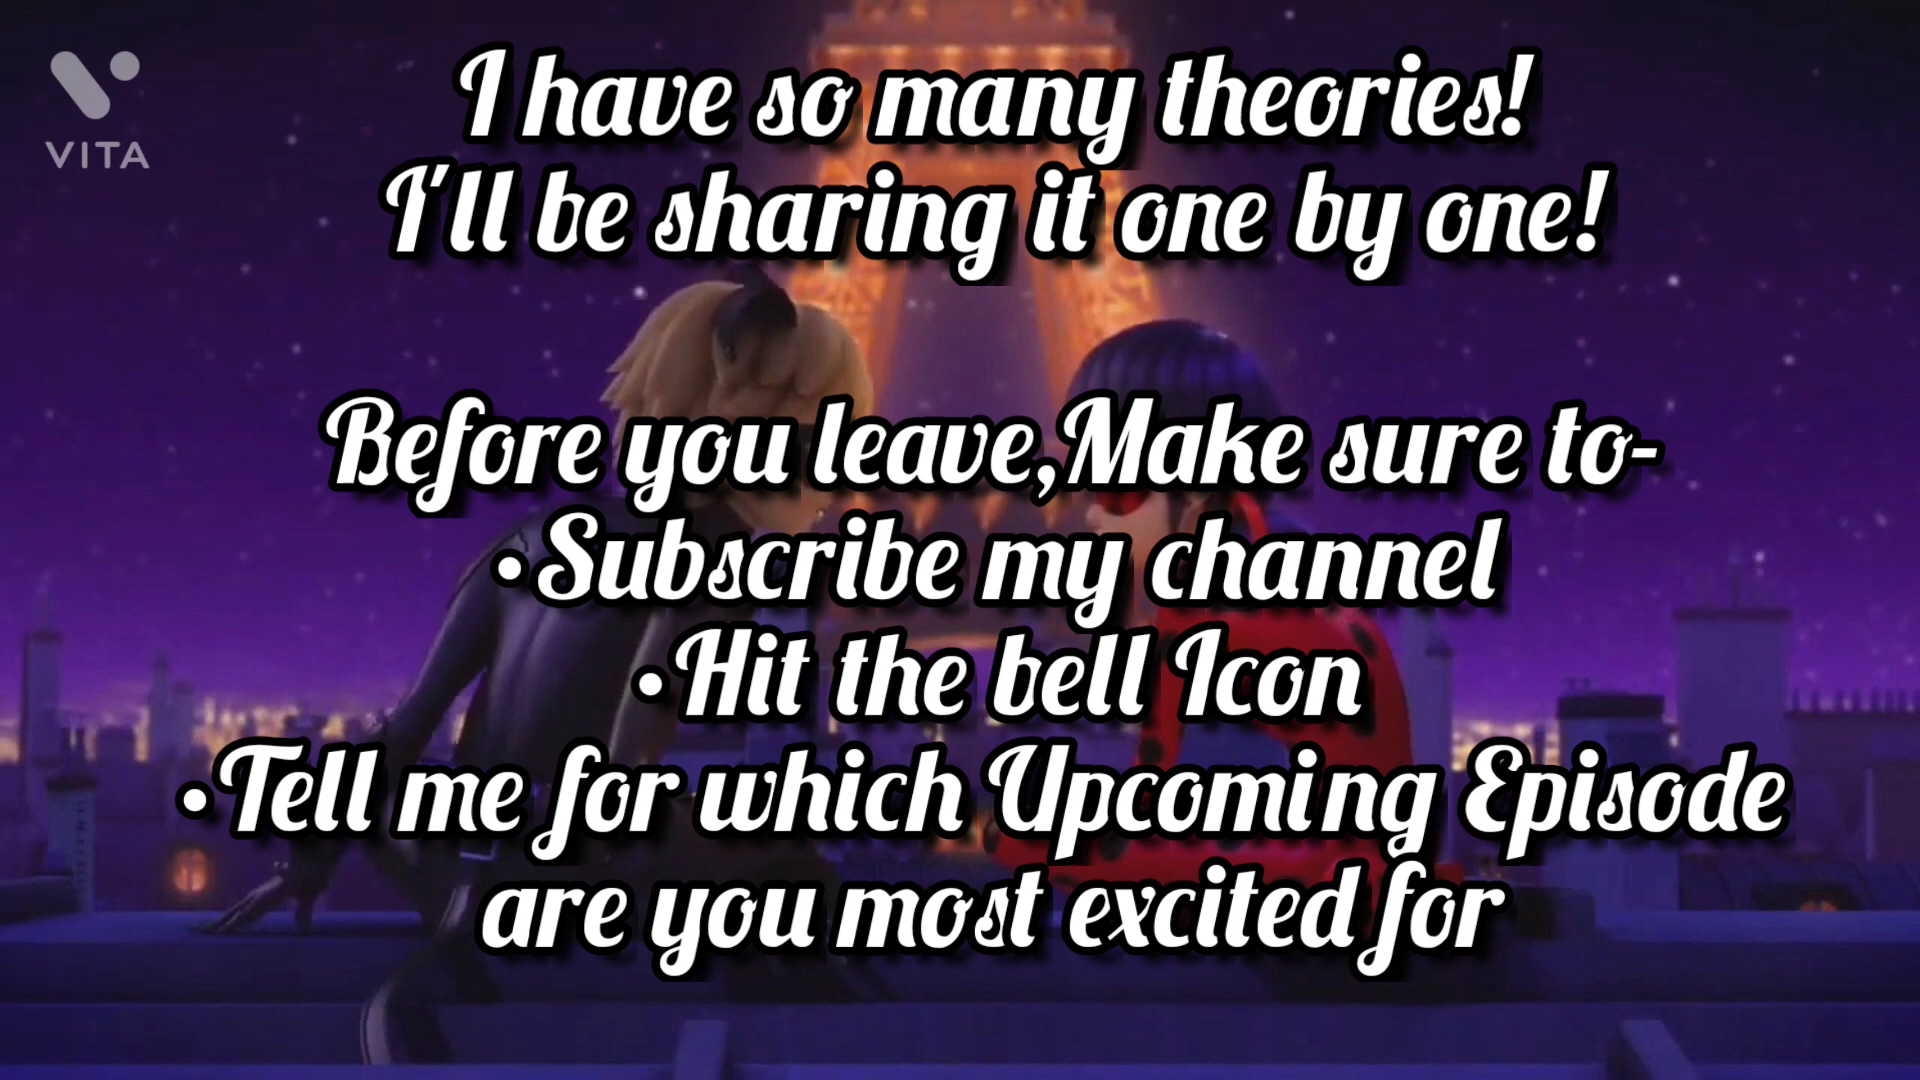 VITA
I have so many theories!
I'll be sharing it one by one!
Before you leave,Make sure to-
•Subscribe my channel
•Hit the bell Icon
•Tell me for which Upcoming Episode
are you most excited for